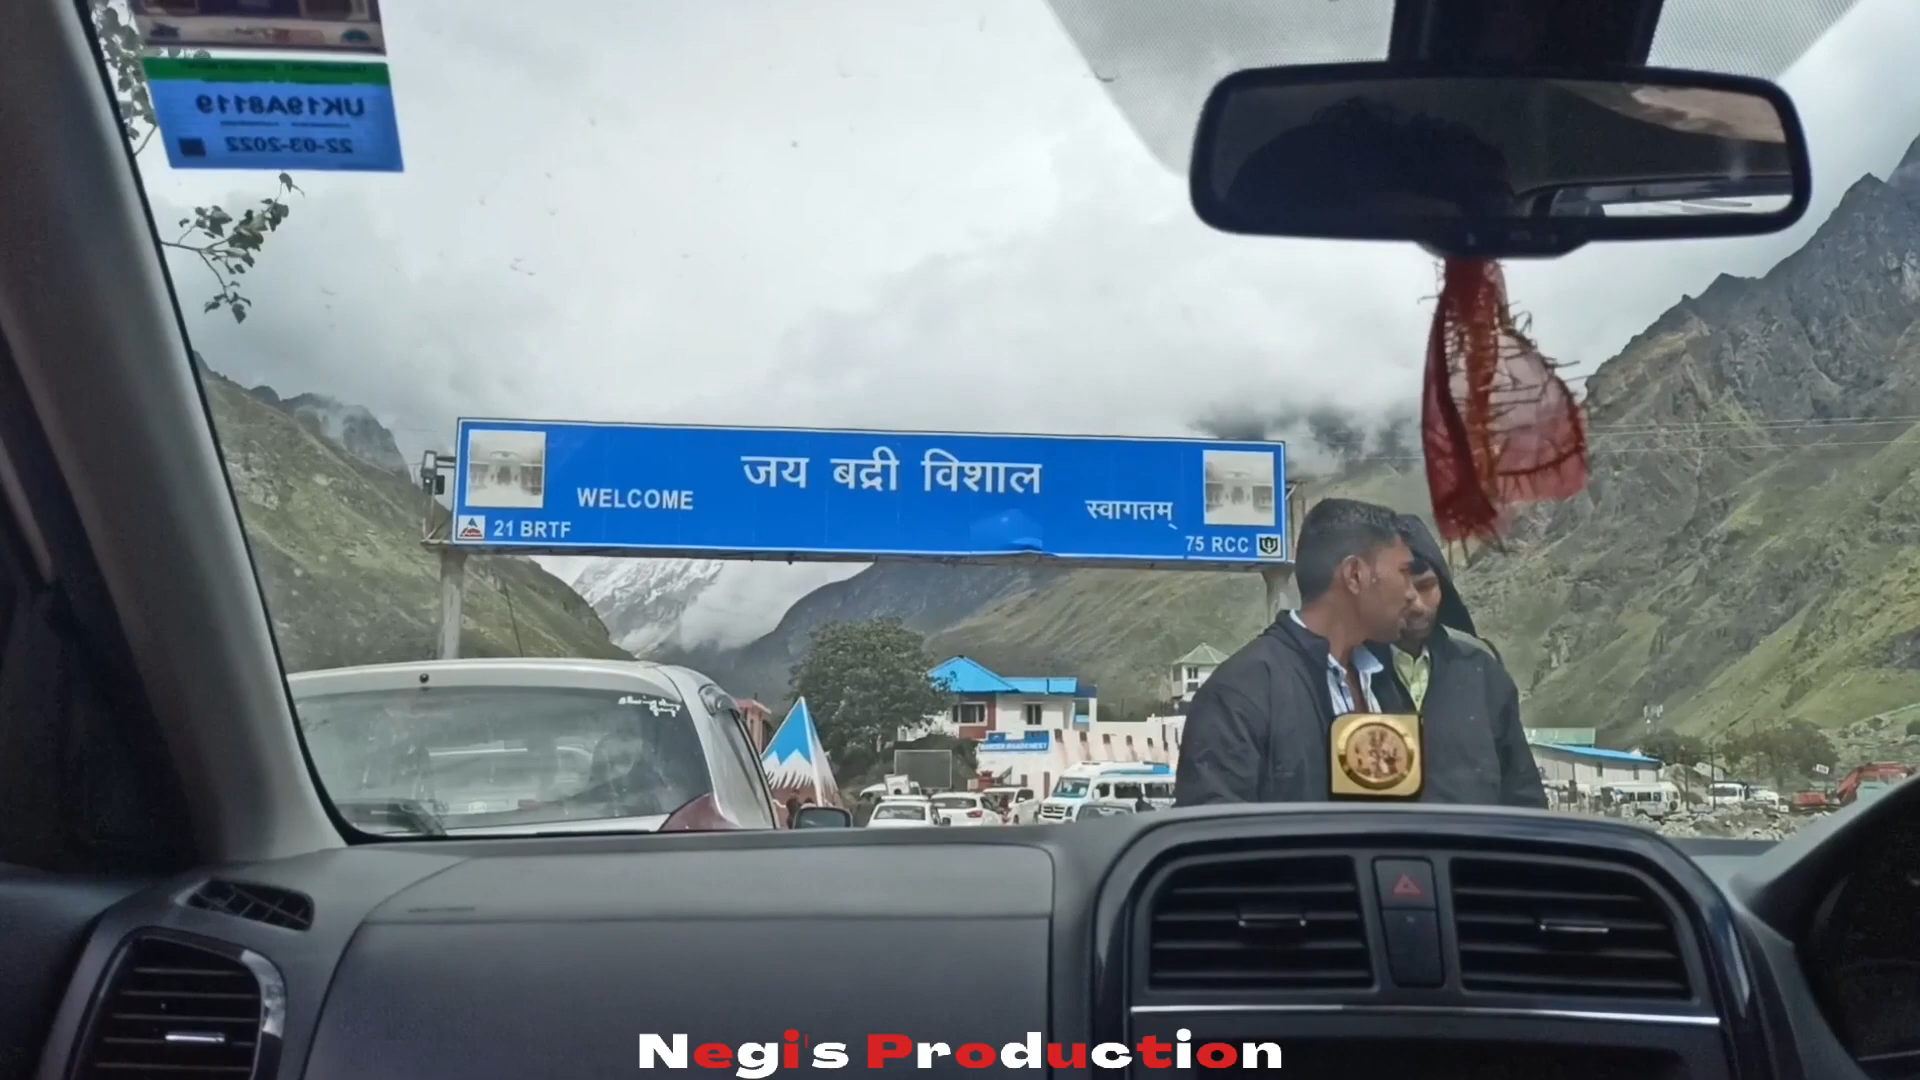 UK19A8119
22-03-2022
जय बद्री विशाल
WELCOME
स्वागतम्
21 BRTF
75 RCC
Negi's Production